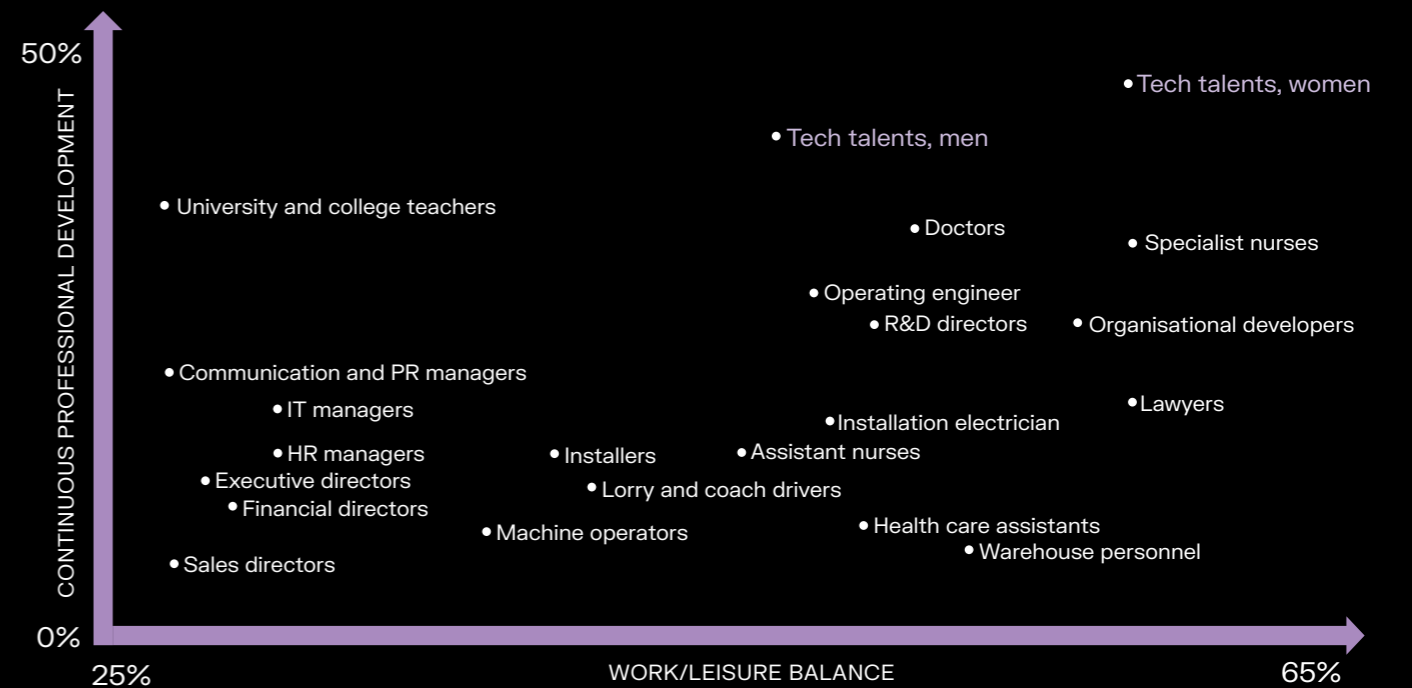 50%
CONTINUOUS PROFESSIONAL DEVELOPMENT
Tech talents, women
Tech talents, men
University and college teachers
Doctors
Specialist nurses
Operating engineer
R&D directors
Organisational developers
Communication and PR managers
IT managers
Lawyers
Installation electrician
HR managers
Installers
Assistant nurses
Executive directors
Lorry and coach drivers
Financial directors
Machine operators
Health care assistants
Warehouse personnel
Sales directors
0%
25%
WORK/LEISURE BALANCE
65%